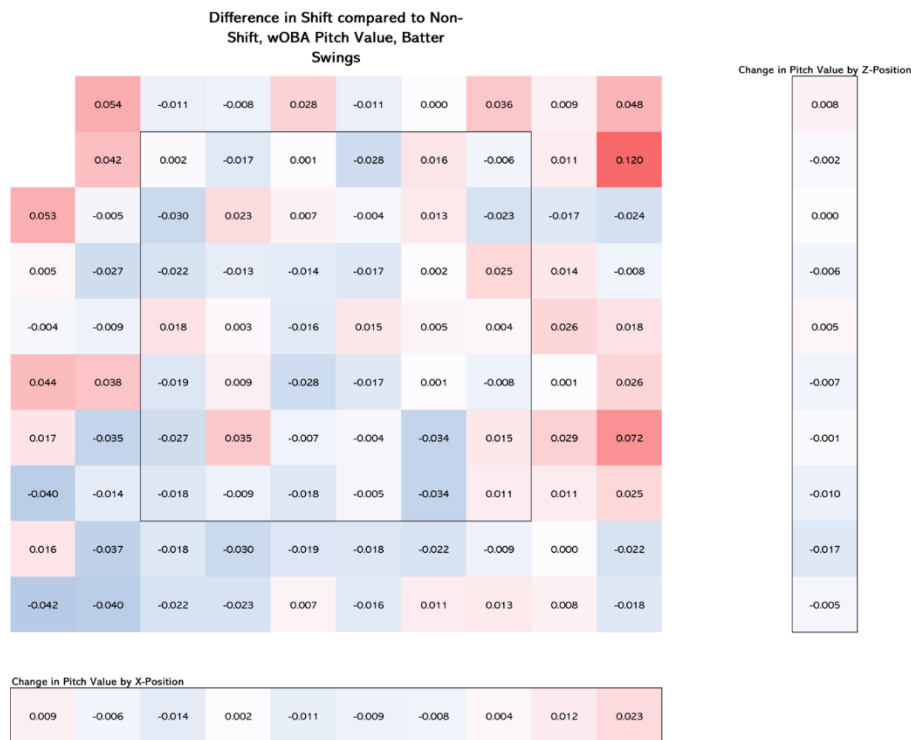 Difference in Shift compared to Non-
Shift, wOBA Pitch Value, Batter
Swings
Change in Pitch Value by Z-Position
0.054 -0.011 -0.008 0.028 -0.011 0.000 0.036 0.009 0.048 0.008
0.042 0.002 -0.017 0.001 -0.028 0.016 -0.006 0.011 0.120 -0.002
0.053 -0.005 -0.030 0.023 0.007 -0.004 0.013 -0.023 -0.017 -0.024 0.000
0.005 -0.027 -0.022 -0.013 -0.014 -0.017 0.002 0.025 0.014 -0.008 -0.006
-0.004 -0.009 0.018 0.003 -0.016 0.015 0.005 0.004 0.026 0.018 0.005
0.044 0.038 -0.019 0.009 -0.028 -0.017 0.001 -0.008 0.001 0.026 -0.007
0.017 -0.035 -0.027 0.035 -0.007 -0.004 -0.034 0.015 0.029 0.072 -0.001
-0.040 -0.014 -0.018 -0.009 -0.018 -0.005 -0.034 0.011 0.011 0.025 -0.010
0.016 -0.037 -0.018 -0.030 -0.019 -0.018 -0.022 -0.009 0.000 -0.022 -0.017
-0.042 -0.040 -0.022 -0.023 0.007 -0.016 0.011 0.013 0.008 -0.018 -0.005
Change in Pitch Value by X-Position
0.009 -0.006 -0.014 0.002 -0.011 -0.009 -0.008 0.004 0.012 0.023